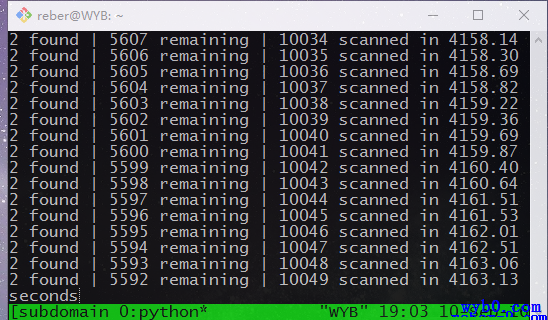 reber@WYB: ~
2 found | 5607 remaining | 10034 scanned in 4158.14
2 found | 5606 remaining | 10035 scanned in 4158.30
2 found | 5605 remaining | 10036 scanned in 4158.69
2 found | 5604 remaining | 10037 scanned in 4158.82
2 found | 5603 remaining | 10038 scanned in 4159.22
2 found | 5602 remaining | 10039 scanned in 4159.36
2 found | 5601 remaining | 10040 scanned in 4159.69
2 found | 5600 remaining | 10041 scanned in 4159.87
2 found | 5599 remaining | 10042 scanned in 4160.40
2 found | 5598 remaining | 10043 scanned in 4160.64
2 found | 5597 remaining | 10044 scanned in 4161.51
2 found | 5596 remaining | 10045 scanned in 4161.53
2 found | 5595 remaining | 10046 scanned in 4162.01
2 found | 5594 remaining | 10047 scanned in 4162.51
2 found | 5593 remaining | 10048 scanned in 4163.06
2 found | 5592 remaining | 10049 scanned in 4163.13
seconds
[subdomain 0:python* "WYB" 19:03
wyb0.com